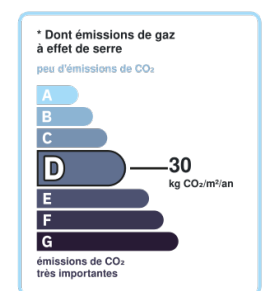 * Dont émissions de gaz
à effet de serre
peu d'émissions de CO₂
A
B
C
D
30
kg CO₂/m²/an
E
F
G
émissions de CO₂
très importantes